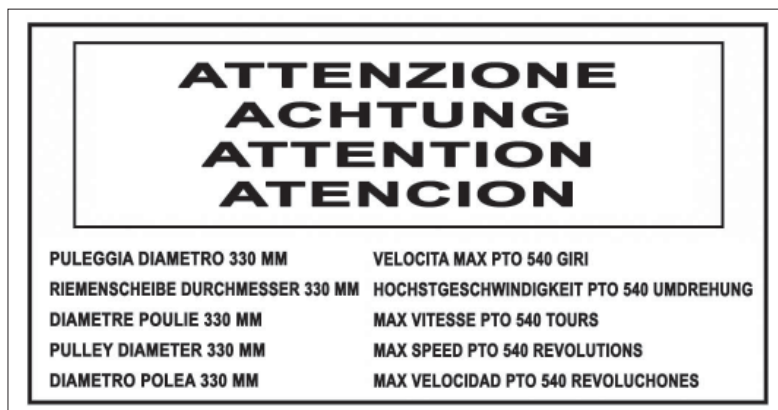 ATTENZIONE
ACHTUNG
ATTENTION
ATENCION
PULEGGIA DIAMETRO 330 MM
RIEMENSCHEIBE DURCHMESSER 330 MM
DIAMETRE POULIE 330 MM
PULLEY DIAMETER 330 MM
DIAMETRO POLEA 330 MM
VELOCITA MAX PTO 540 GIRI
HOCHSTGESCHWINDIGKEIT PTO 540 UMDREHUNG
MAX VITESSE PTO 540 TOURS
MAX SPEED PTO 540 REVOLUTIONS
MAX VELOCIDAD PTO 540 REVOLUCHONES